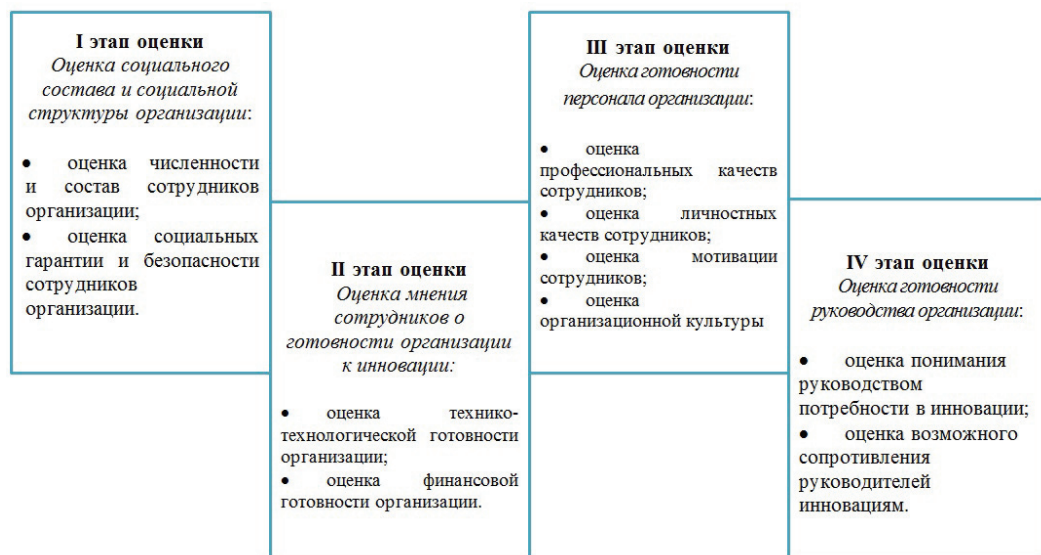 I этап оценки
Оценка социального
состава и социальной
структуры организации:
• оценка численности
и состав сотрудников
организации;
• оценка социальных
гарантии и безопасности
сотрудников
организации.
II этап оценки
Оценка мнения
сотрудников о
готовности организации
к инновации:
• оценка технико-
технологической готовности
организации;
• оценка финансовой
готовности организации.
III этап оценки
Оценка готовности
персонала организации:
• оценка
профессиональных качеств
сотрудников;
• оценка личностных
качеств сотрудников;
• оценка мотивации
сотрудников;
• оценка
организационной культуры
IV этап оценки
Оценка готовности
руководства организации:
• оценка понимания
руководством
потребности в инновации;
• оценка возможного
сопротивления
руководителей
инновациям.